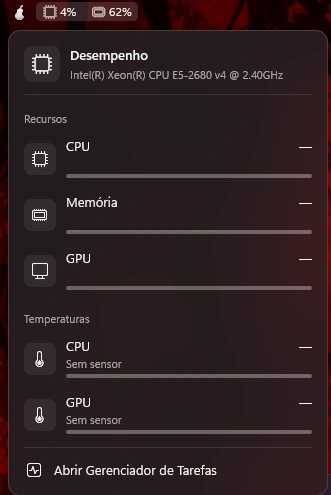 4% 62%
Desempenho
Intel(R) Xeon(R) CPU E5-2680 v4 @ 2.40GHz
Recursos
CPU —
Memória —
GPU —
Temperaturas
CPU —
Sem sensor
GPU —
Sem sensor
Abrir Gerenciador de Tarefas